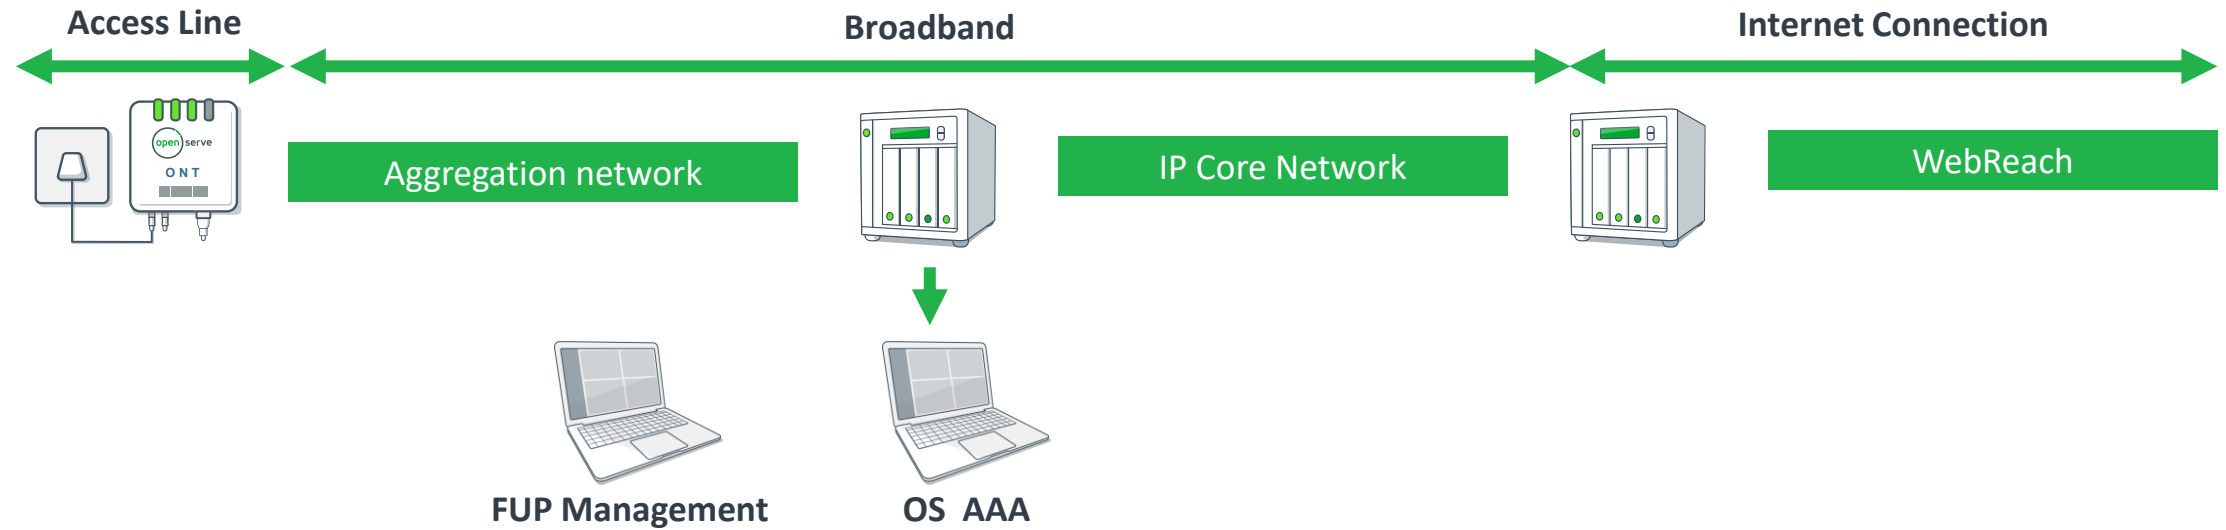 Access Line
Broadband
Internet Connection
open serve
ONT
Aggregation network
IP Core Network
WebReach
FUP Management
OS AAA